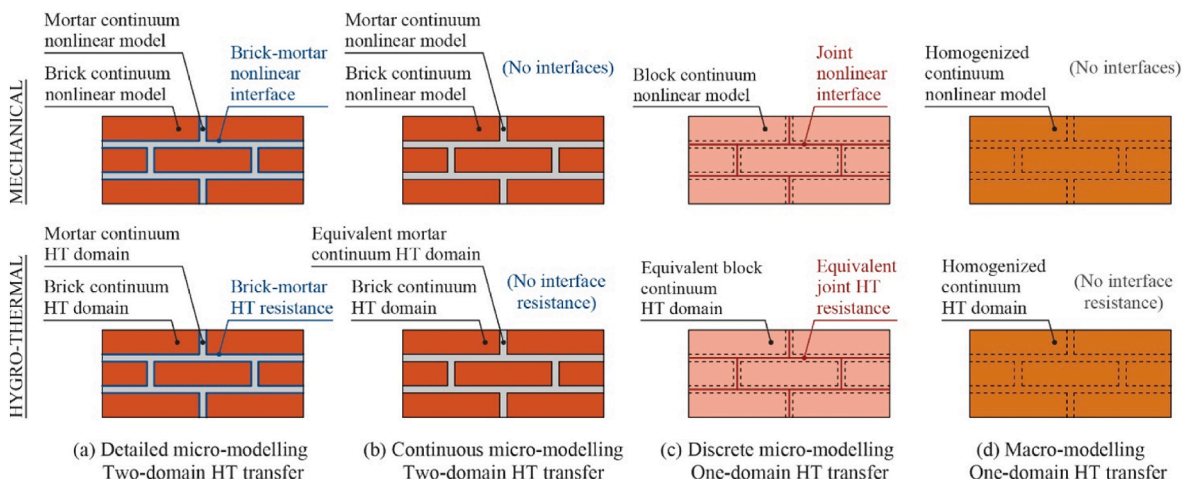 MECHANICAL
Mortar continuum
nonlinear model
Brick continuum
nonlinear model
Brick-mortar
nonlinear
interface
Mortar continuum
nonlinear model
Brick continuum
nonlinear model
(No interfaces)
Block continuum
nonlinear model
Joint
nonlinear
interface
Homogenized
continuum
nonlinear model
(No interfaces)
HYGRO-THERMAL
Mortar continuum
HT domain
Brick continuum
HT domain
Brick-mortar
HT resistance
Equivalent mortar
continuum HT domain
Brick continuum
HT domain
(No interface
resistance)
Equivalent block
continuum
HT domain
Equivalent
joint HT
resistance
Homogenized
continuum
HT domain
(No interface
resistance)
(a) Detailed micro-modelling
Two-domain HT transfer
(b) Continuous micro-modelling
Two-domain HT transfer
(c) Discrete micro-modelling
One-domain HT transfer
(d) Macro-modelling
One-domain HT transfer